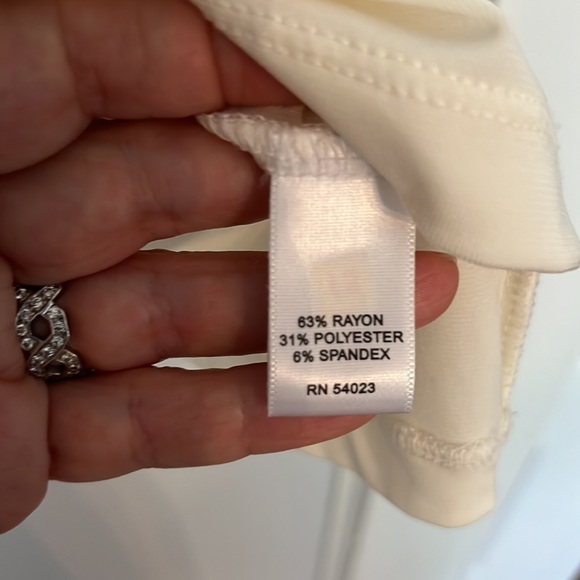 63% RAYON
31% POLYESTER
6% SPANDEX
RN 54023